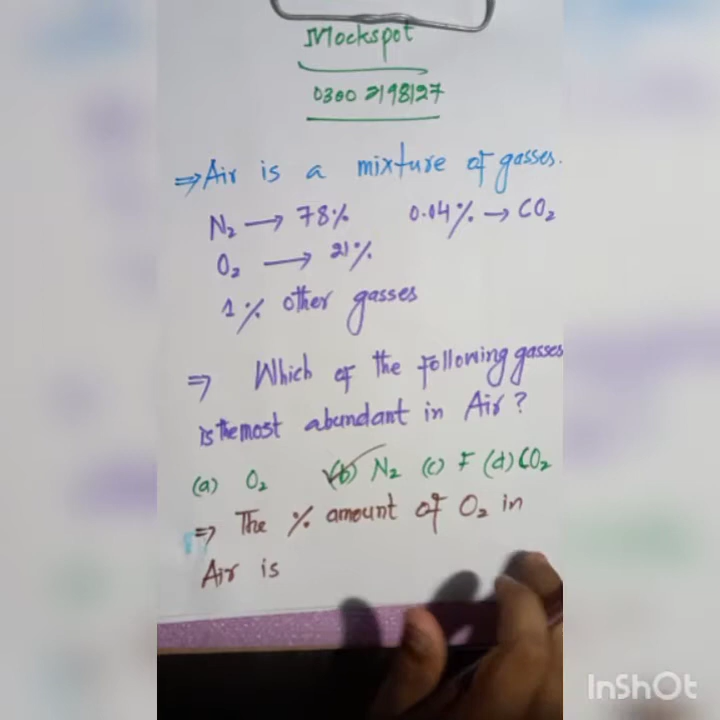 Mockspot
0300 2198127
⇒ Air is a mixture of gasses.
N₂ → 78% 0.04% → CO₂
O₂ → 21%
1% other gasses
⇒ Which of the following gasses
is the most abundant in Air?
(a) O₂ (b) N₂ (c) F (d) CO₂
⇒ The % amount of O₂ in
Air is
InShOt